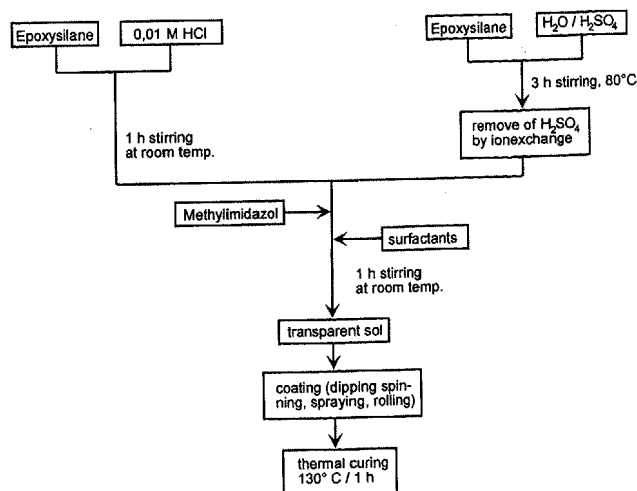 Epoxysilane
0,01 M HCl
Epoxysilane
H₂O / H₂SO₄
3 h stirring, 80°C
1 h stirring
at room temp.
remove of H₂SO₄
by ionexchange
Methylimidazol
surfactants
1 h stirring
at room temp.
transparent sol
coating (dipping spin-
ning, spraying, rolling)
thermal curing
130° C / 1 h